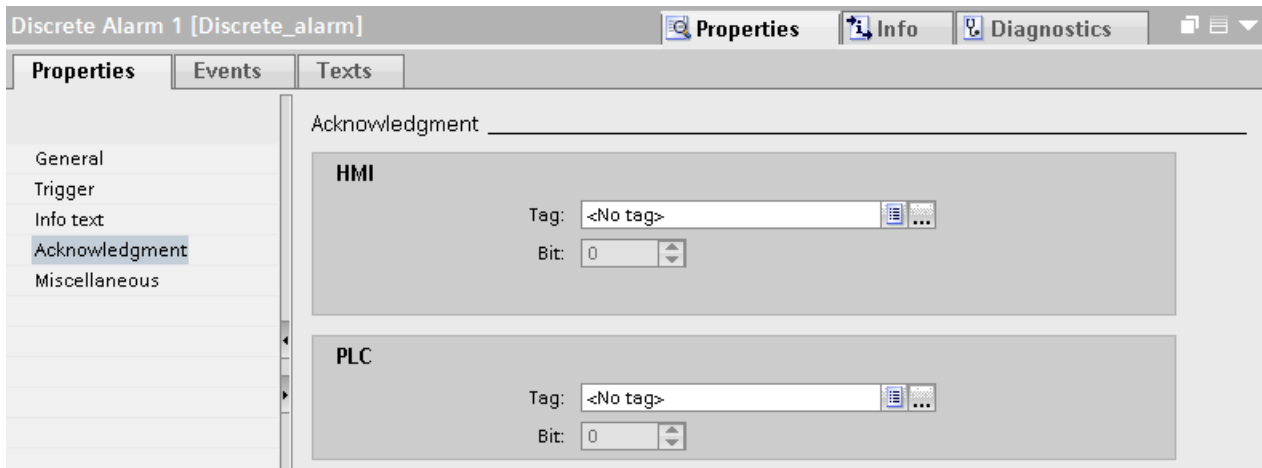 Discrete Alarm 1 [Discrete_alarm] Properties Info Diagnostics
Properties Events Texts
Acknowledgment
General
Trigger
Info text
Acknowledgment
Miscellaneous
HMI
Tag: <No tag>
Bit: 0
PLC
Tag: <No tag>
Bit: 0